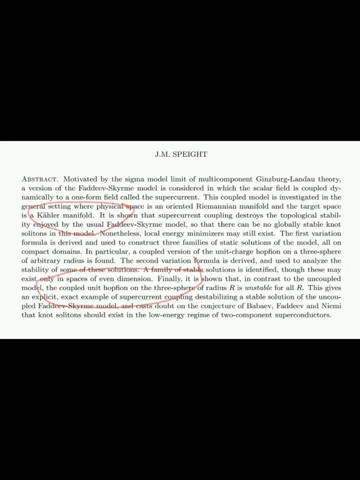 J.M. SPEIGHT
ABSTRACT. Motivated by the sigma model limit of multicomponent Ginzburg-Landau theory,
a version of the Faddeev-Skyrme model is considered in which the scalar field is coupled dy-
namically to a one-form field called the supercurrent. This coupled model is investigated in the
general setting where physical space is an oriented Riemannian manifold and the target space
is a Kähler manifold. It is shown that supercurrent coupling destroys the topological stabil-
ity enjoyed by the usual Faddeev-Skyrme model, so that there can be no globally stable knot
solitons in this model. Nonetheless, local energy minimizers may still exist. The first variation
formula is derived and used to construct three families of static solutions of the model, all on
compact domains. In particular, a coupled version of the unit-charge hopfion on a three-sphere
of arbitrary radius is found. The second variation formula is derived, and used to analyze the
stability of some of these solutions. A family of stable solutions is identified, though these may
exist only in spaces of even dimension. Finally, it is shown that, in contrast to the uncoupled
model, the coupled unit hopfion on the three-sphere of radius R is unstable for all R. This gives
an explicit, exact example of supercurrent coupling destabilizing a stable solution of the uncou-
pled Faddeev-Skyrme model, and casts doubt on the conjecture of Babaev, Faddeev and Niemi
that knot solitons should exist in the low-energy regime of two-component superconductors.